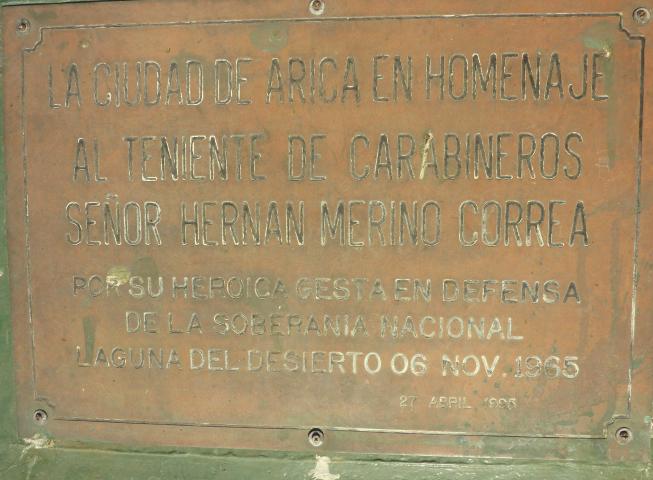 LA CIUDAD DE ARICA EN HOMENAJE
AL TENIENTE DE CARABINEROS
SEÑOR HERNAN MERINO CORREA
POR SU HEROICA GESTA EN DEFENSA
DE LA SOBERANIA NACIONAL
LAGUNA DEL DESIERTO 06 NOV. 1965
27 ABRIL